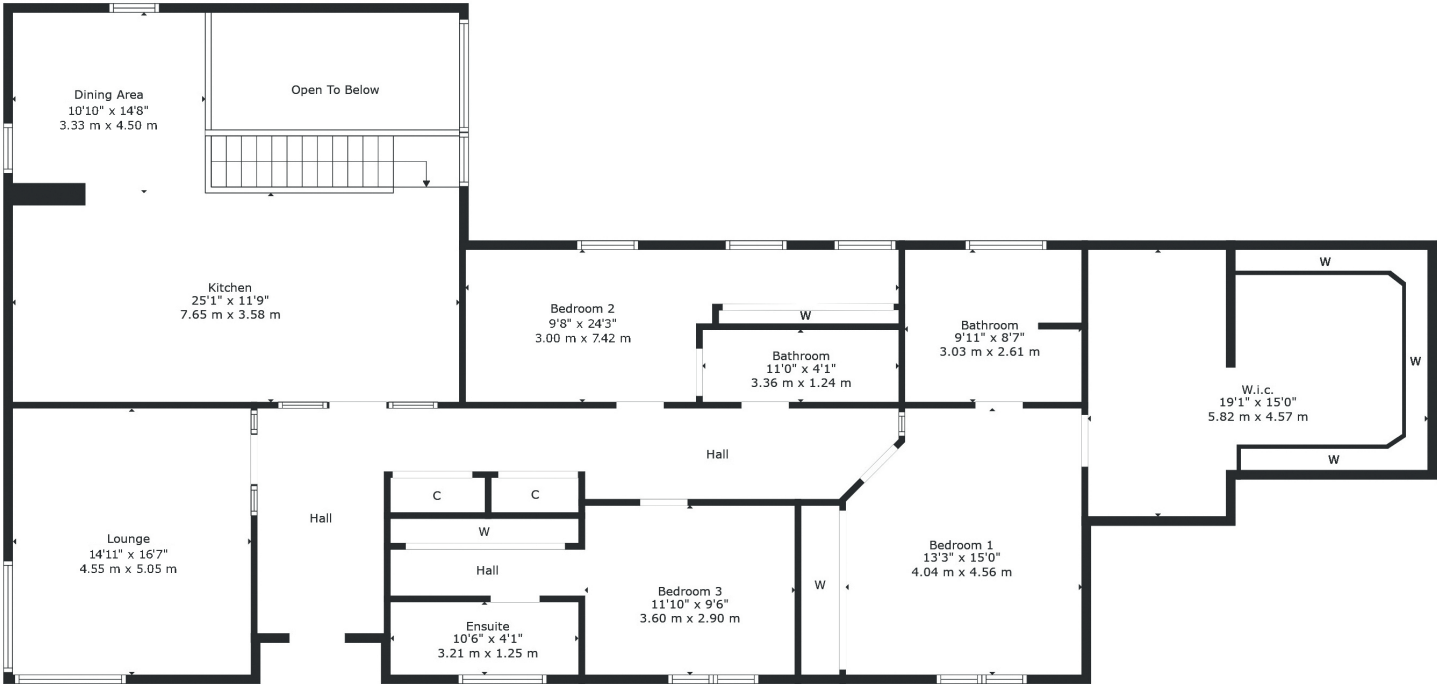 Dining Area
10'10" x 14'8"
3.33 m x 4.50 m
Open To Below
Kitchen
25'1" x 11'9"
7.65 m x 3.58 m
Bedroom 2
9'8" x 24'3"
3.00 m x 7.42 m
W
Bathroom
11'0" x 4'1"
3.36 m x 1.24 m
Bathroom
9'11" x 8'7"
3.03 m x 2.61 m
W
W
W.i.c.
19'1" x 15'0"
5.82 m x 4.57 m
W
Hall
C
C
Lounge
14'11" x 16'7"
4.55 m x 5.05 m
Hall
W
Hall
Ensuite
10'6" x 4'1"
3.21 m x 1.25 m
Bedroom 3
11'10" x 9'6"
3.60 m x 2.90 m
W
Bedroom 1
13'3" x 15'0"
4.04 m x 4.56 m